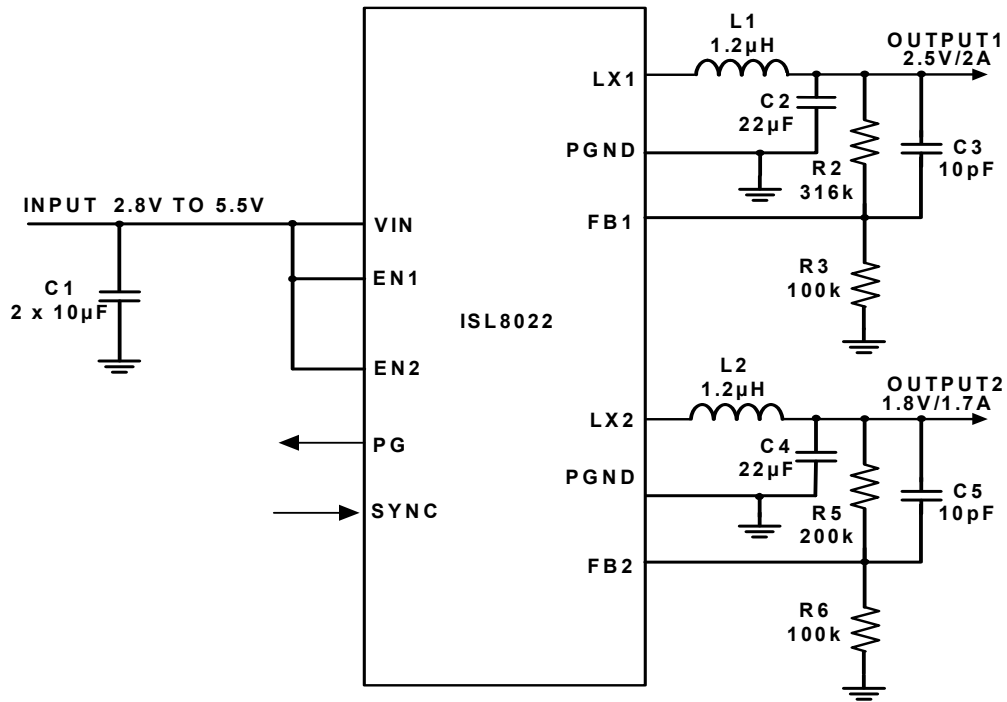 L1
1.2µH
OUTPUT1
2.5V/2A
LX1
C2
22µF
PGND
R2
316k
C3
10pF
INPUT 2.8V TO 5.5V
VIN
FB1
EN1
C1
2 x 10µF
R3
100k
ISL8022
EN2
L2
1.2µH
OUTPUT2
1.8V/1.7A
LX2
PG
C4
22µF
PGND
SYNC
R5
200k
C5
10pF
FB2
R6
100k